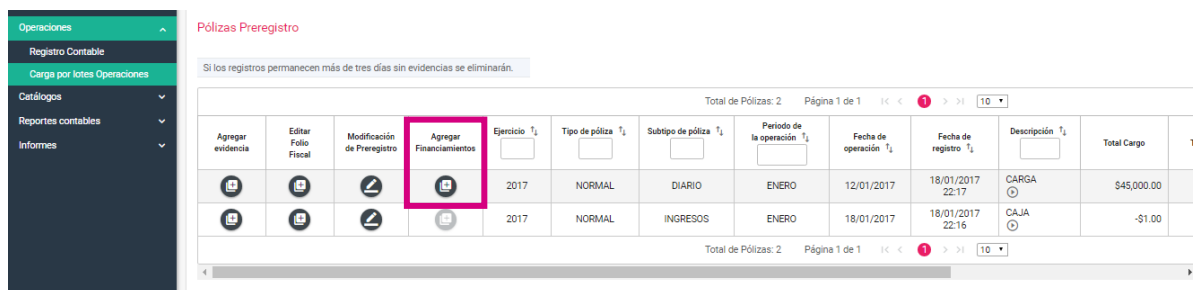 Operaciones
Registro Contable
Carga por lotes Operaciones
Catálogos
Reportes contables
Informes
Pólizas Preregistro
Si los registros permanecen más de tres días sin evidencias se eliminarán.
Total de Pólizas: 2 Página 1 de 1 1 10
Agregar evidencia Editar Folio Fiscal Modificación de Preregistro Agregar Financiamientos Ejercicio Tipo de póliza Subtipo de póliza Periodo de la operación Fecha de operación Fecha de registro Descripción Total Cargo T
2017 NORMAL DIARIO ENERO 12/01/2017 18/01/2017 22:17 CARGA $45,000.00
2017 NORMAL INGRESOS ENERO 18/01/2017 18/01/2017 22:16 CAJA -$1.00
Total de Pólizas: 2 Página 1 de 1 1 10